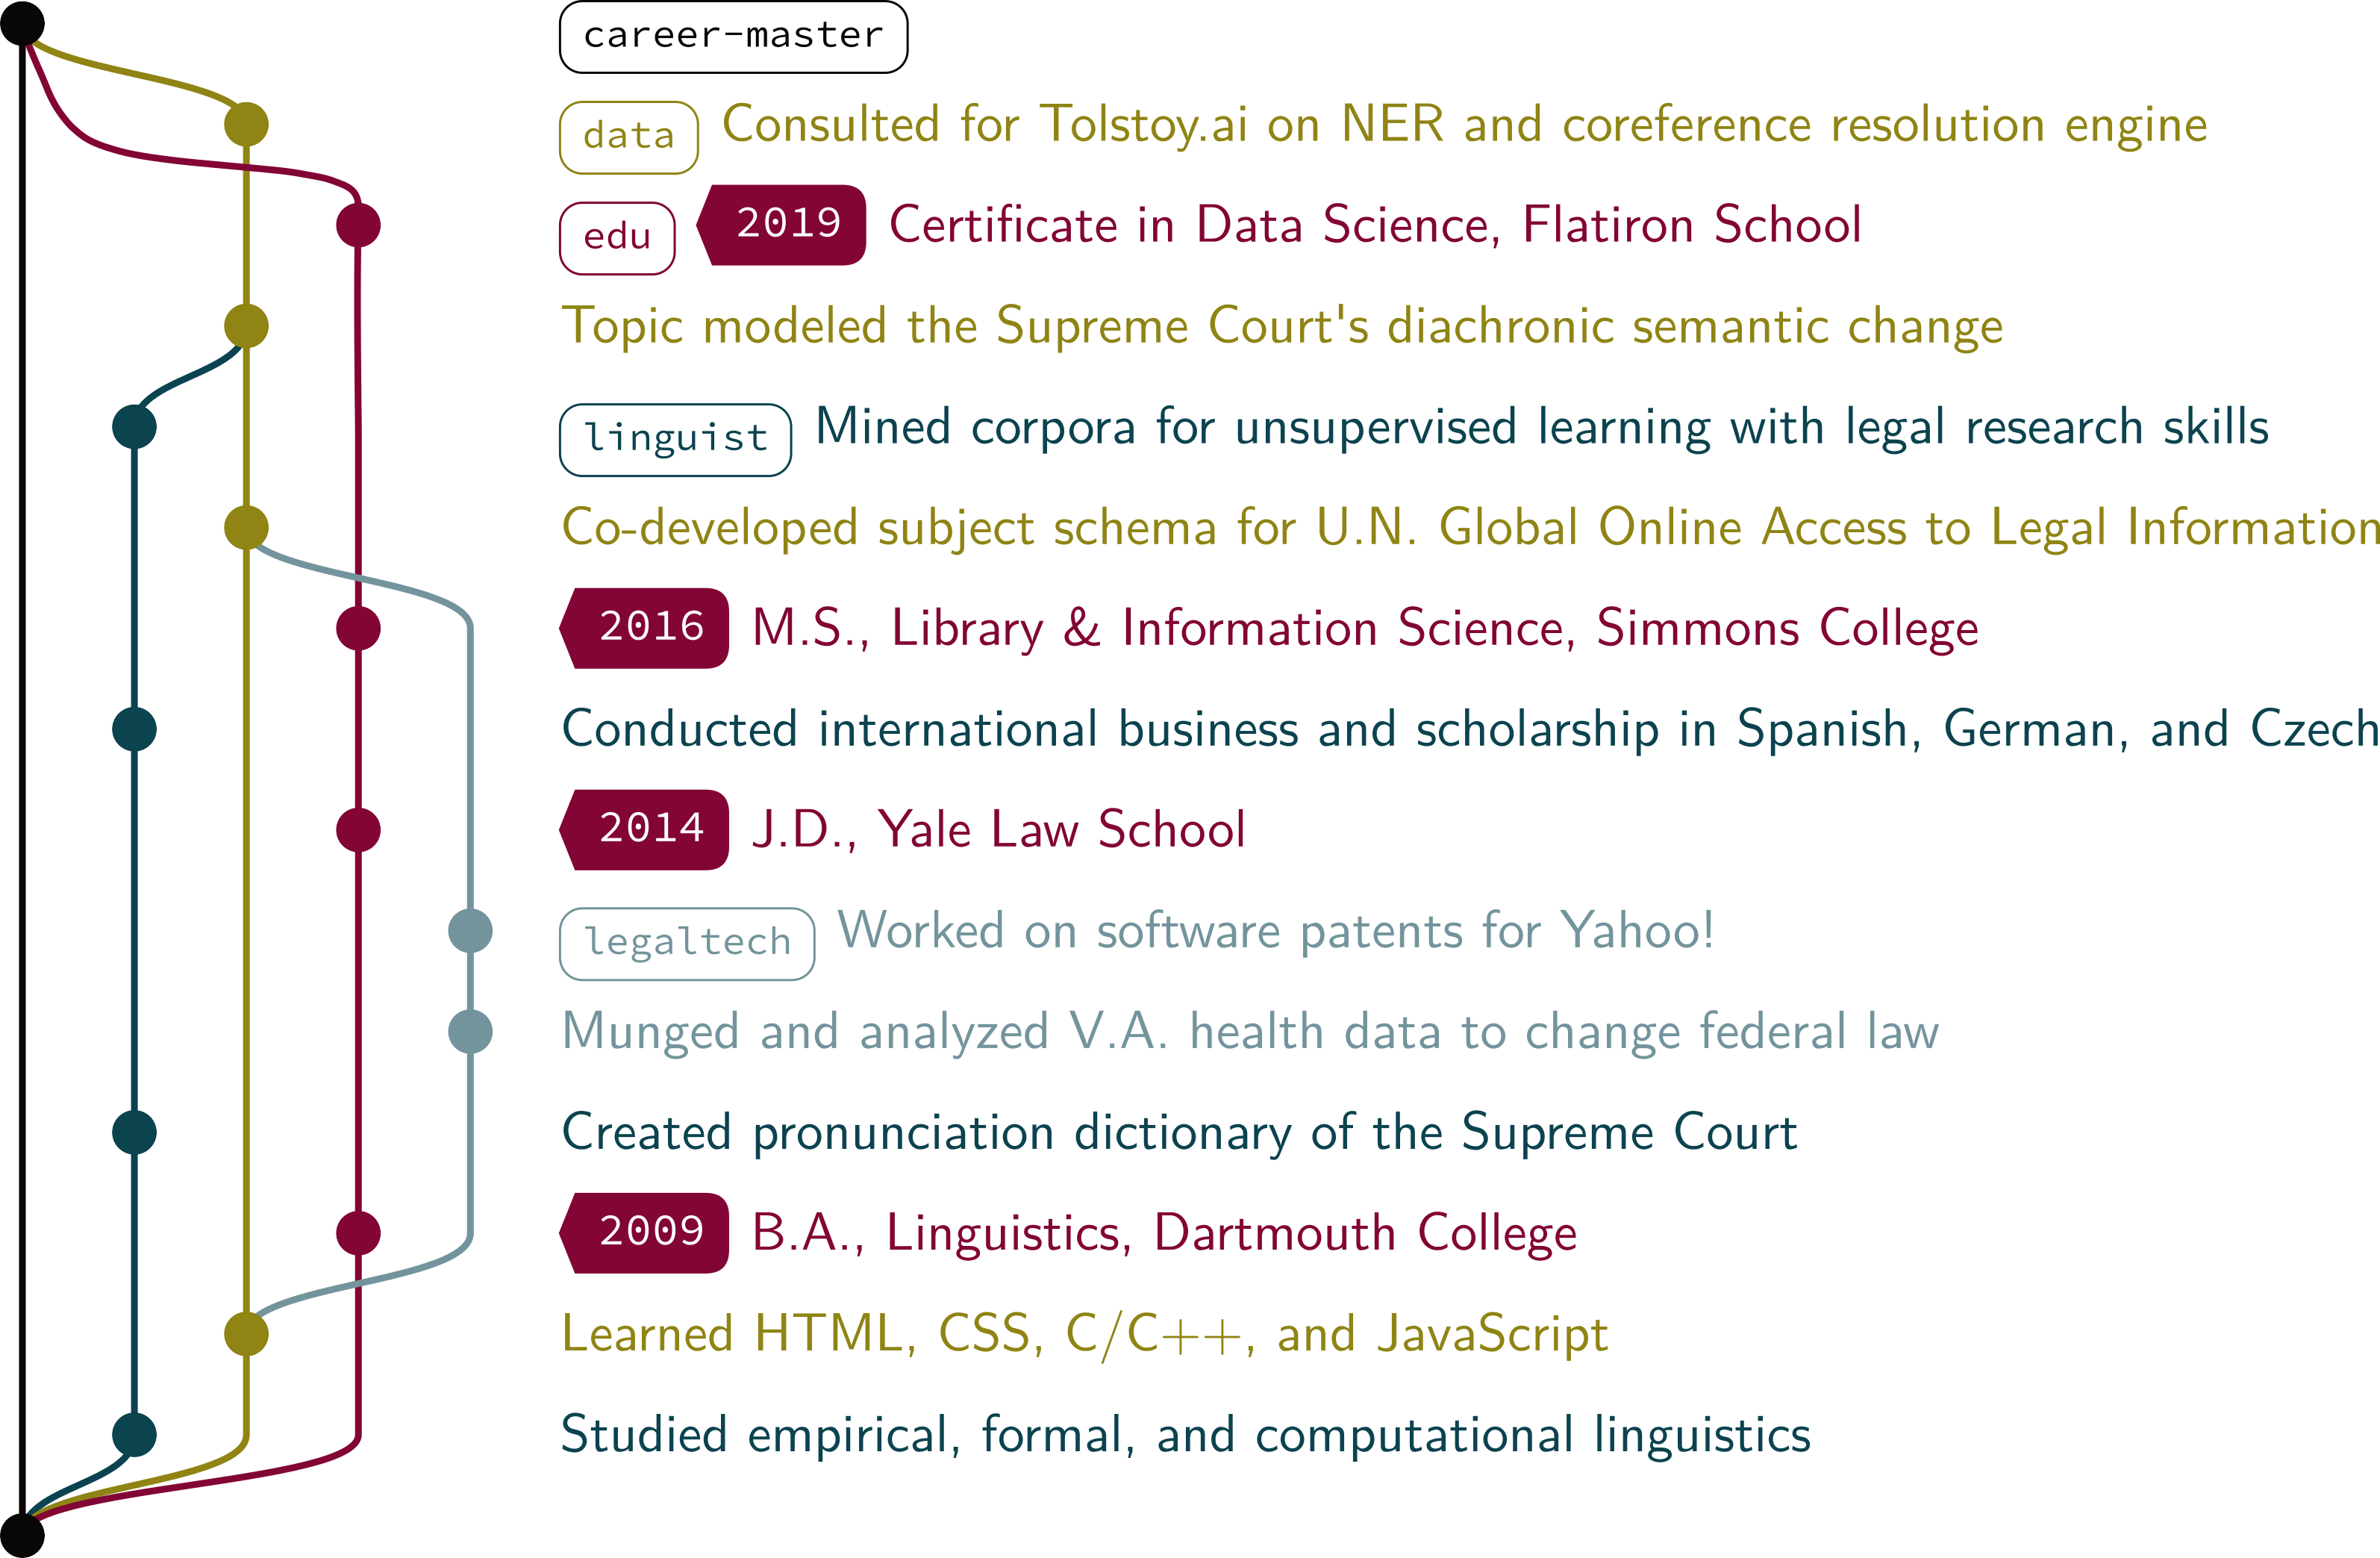 career-master
data Consulted for Tolstoy.ai on NER and coreference resolution engine
edu 2019 Certificate in Data Science, Flatiron School
Topic modeled the Supreme Court's diachronic semantic change
linguist Mined corpora for unsupervised learning with legal research skills
Co-developed subject schema for U.N. Global Online Access to Legal Information
2016 M.S., Library & Information Science, Simmons College
Conducted international business and scholarship in Spanish, German, and Czech
2014 J.D., Yale Law School
legaltech Worked on software patents for Yahoo!
Munged and analyzed V.A. health data to change federal law
Created pronunciation dictionary of the Supreme Court
2009 B.A., Linguistics, Dartmouth College
Learned HTML, CSS, C/C++, and JavaScript
Studied empirical, formal, and computational linguistics